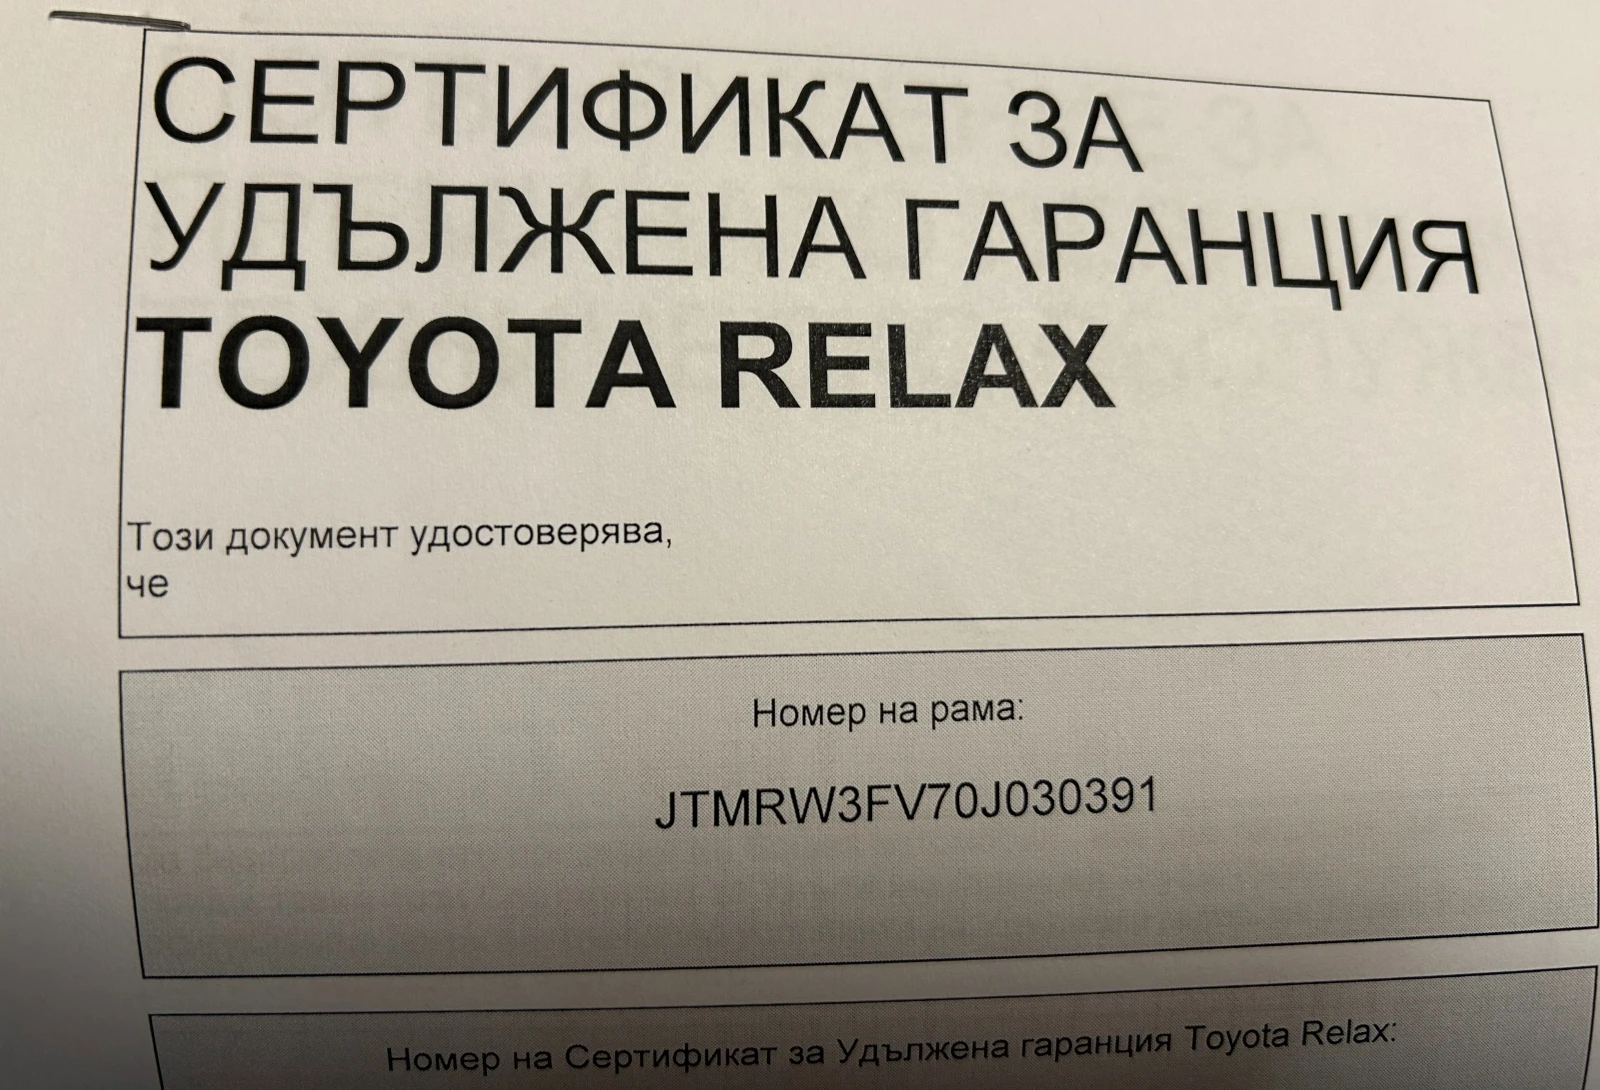 СЕРТИФИКАТ ЗА
УДЪЛЖЕНА ГАРАНЦИЯ
TOYOTA RELAX
Този документ удостоверява,
че
Номер на рама:
JTMRW3FV70J030391
Номер на Сертификат за Удължена гаранция Toyota Relax: